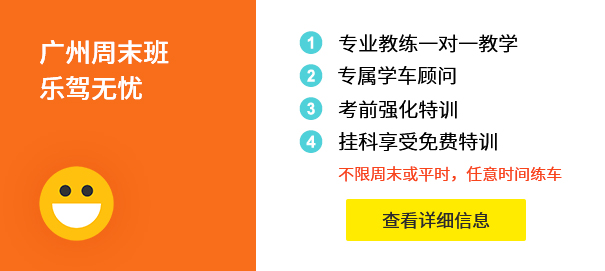 广州周末班
乐驾无忧
1 专业教练一对一教学
2 专属学车顾问
3 考前强化特训
4 挂科享受免费特训
不限周末或平时，任意时间练车
查看详细信息